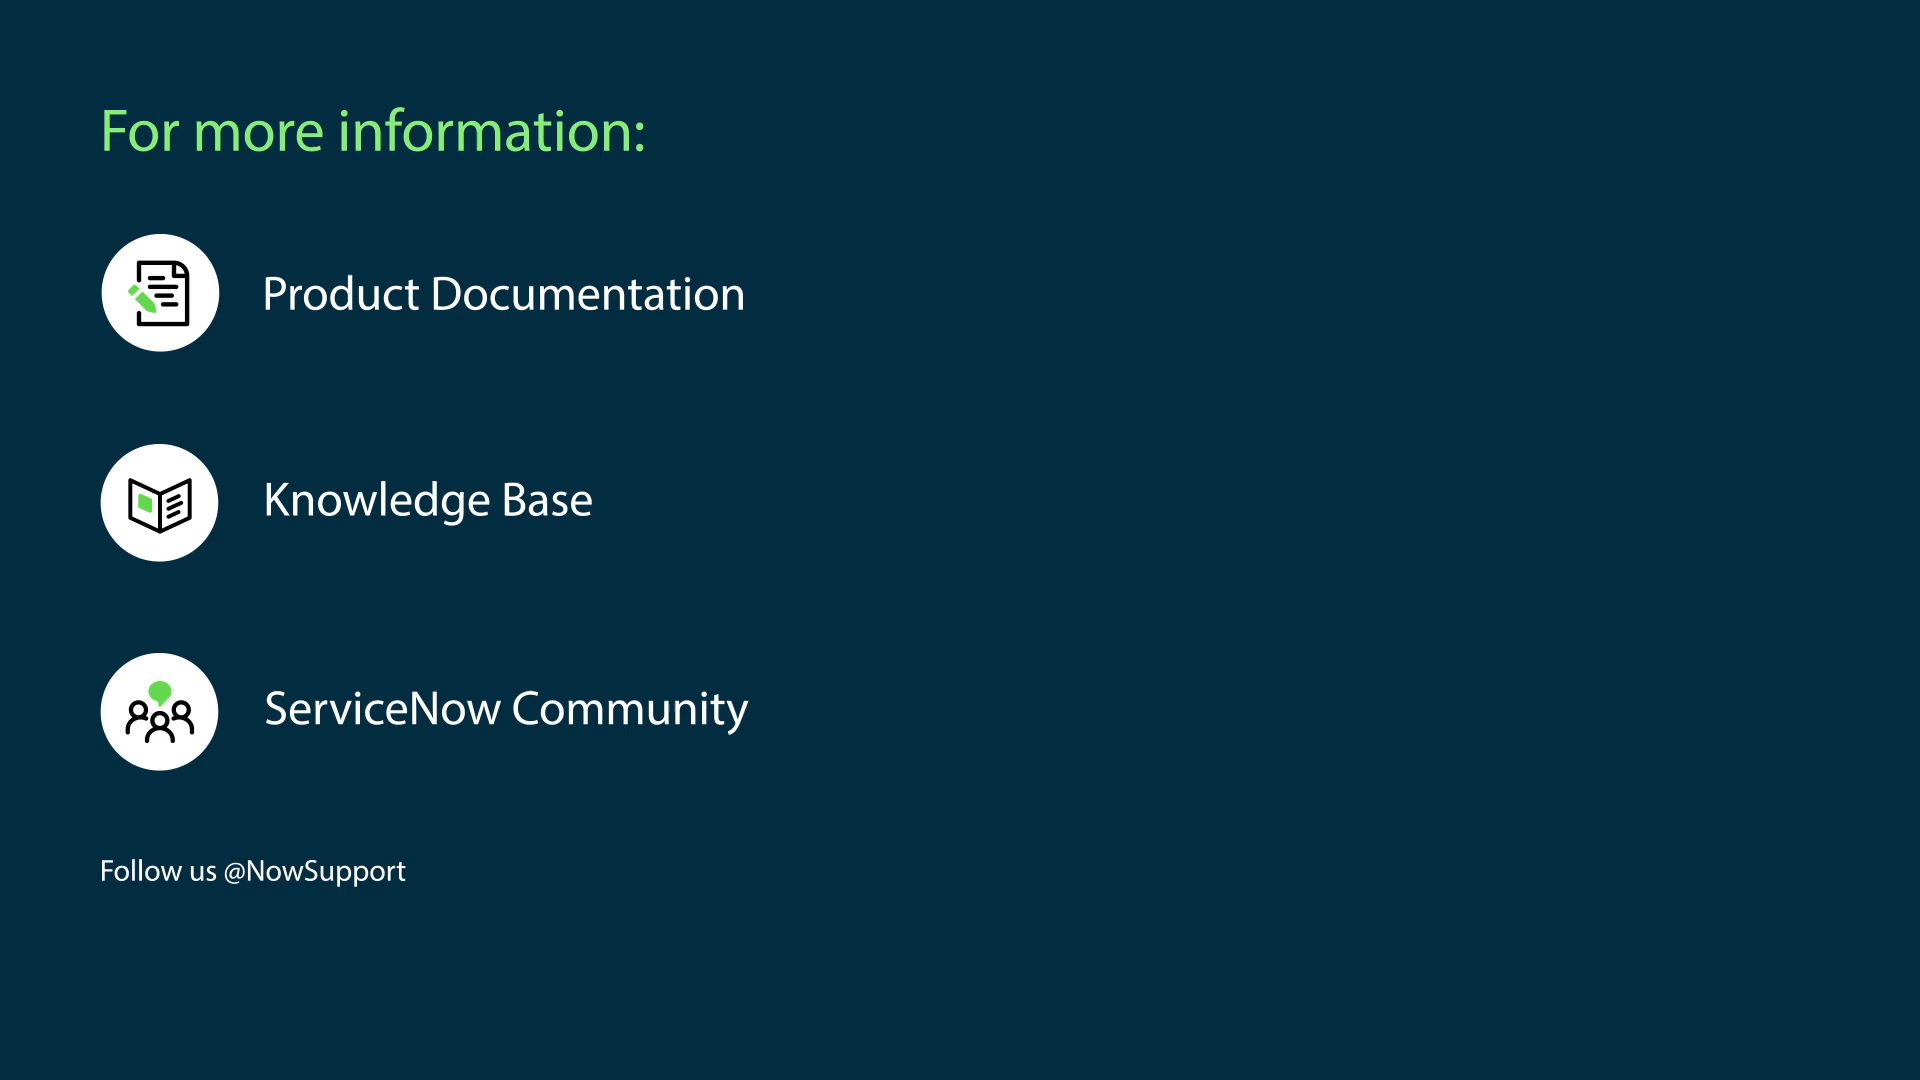 For more information:
Product Documentation
Knowledge Base
ServiceNow Community
Follow us @NowSupport